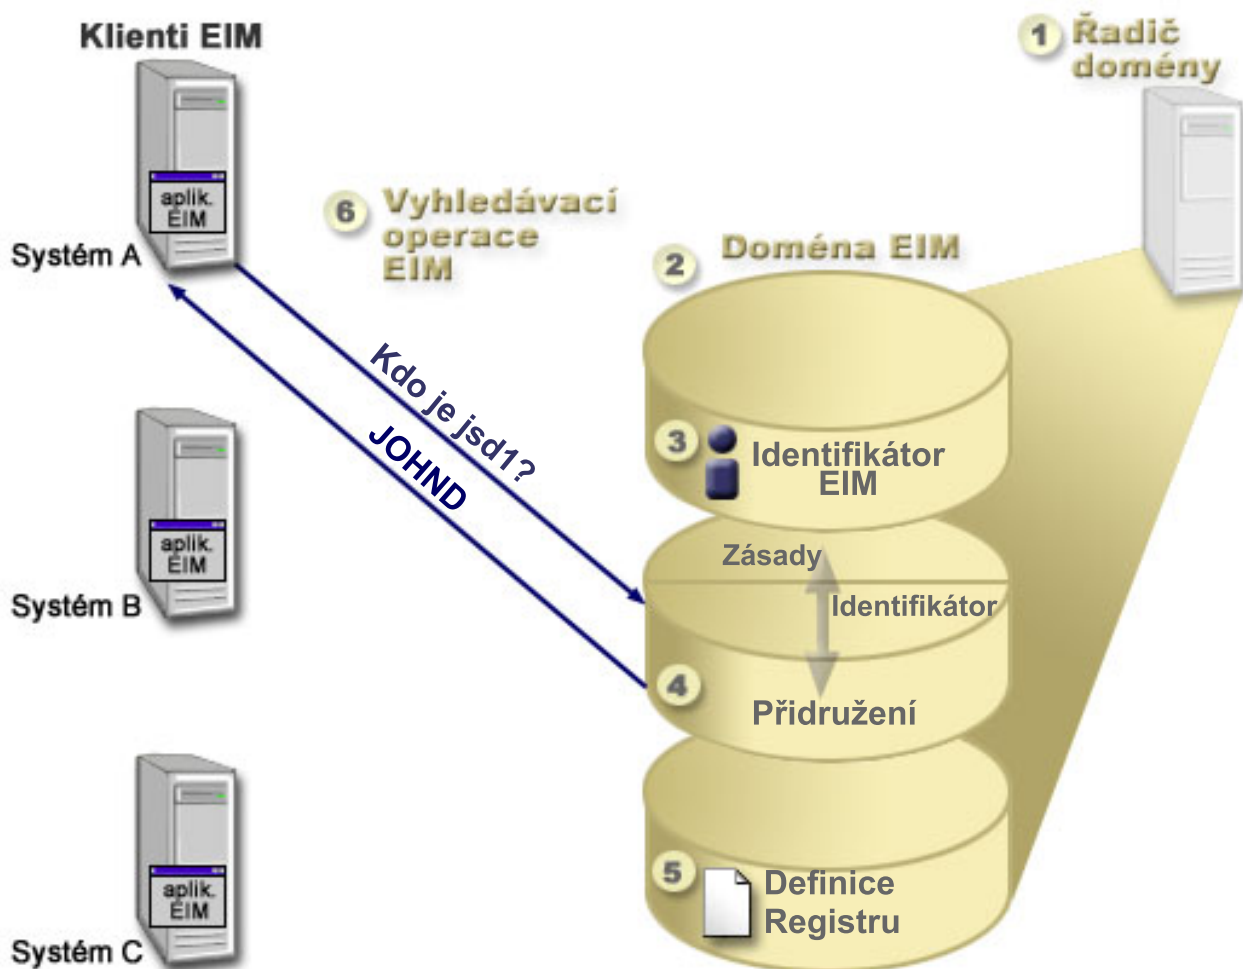 Klienti EIM
1 Řadič
domény
aplik.
EIM
Systém A
6 Vyhledávací
operace
EIM
2 Doména EIM
Kdo je jsd1?
JOHND
3 Identifikátor
EIM
aplik.
EIM
Systém B
Zásady
Identifikátor
4
Přidružení
aplik.
EIM
Systém C
5 Definice
Registru